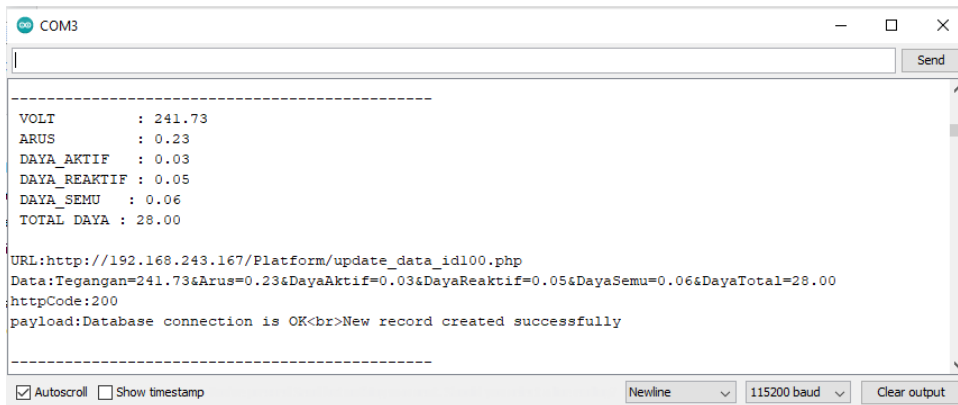 COM3
Send
-----------------------------------------------
VOLT : 241.73
ARUS : 0.23
DAYA_AKTIF : 0.03
DAYA_REAKTIF : 0.05
DAYA_SEMU : 0.06
TOTAL DAYA : 28.00
URL:http://192.168.243.167/Platform/update_data_id100.php
Data:Tegangan=241.73&Arus=0.23&DayaAktif=0.03&DayaReaktif=0.05&DayaSemu=0.06&DayaTotal=28.00
httpCode:200
payload:Database connection is OK<br>New record created successfully
-----------------------------------------------
Autoscroll Show timestamp Newline 115200 baud Clear output